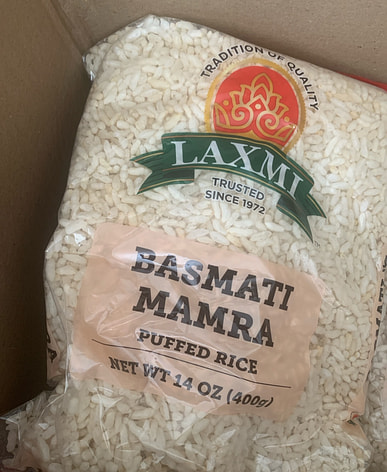 TRADITION OF QUALITY
LAXMI
TRUSTED
SINCE 1972
BASMATI
MAMRA
PUFFED RICE
NET WT 14 OZ (400g)